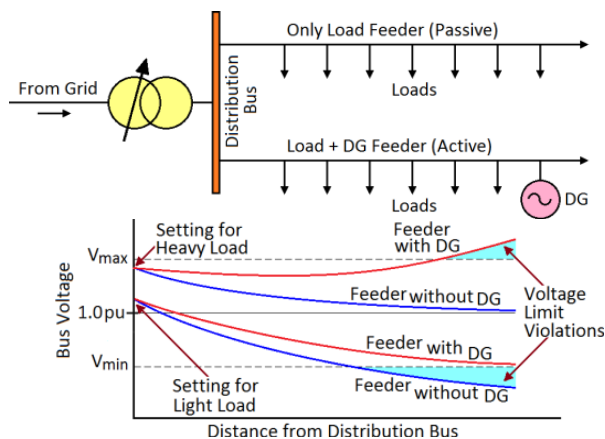 Only Load Feeder (Passive)
From Grid
Distribution
Bus
Loads
Load + DG Feeder (Active)
Loads
DG
Setting for
Heavy Load
Feeder
with DG
Vmax
Feeder without DG
Voltage
Limit
Violations
Bus Voltage
1.0 pu
Feeder with DG
Vmin
Feeder without DG
Setting for
Light Load
Distance from Distribution Bus